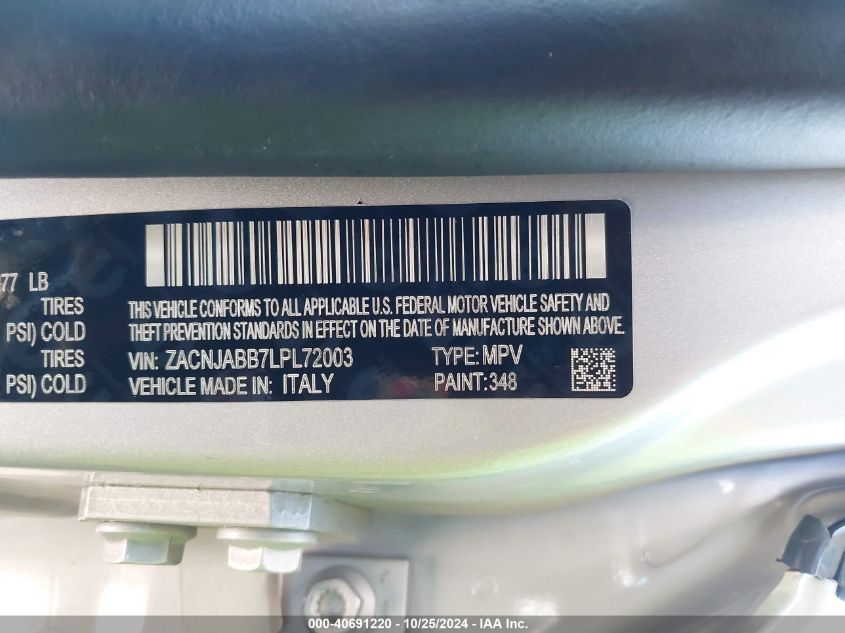 77 LB
TIRES
PSI) COLD
TIRES
PSI) COLD
THIS VEHICLE CONFORMS TO ALL APPLICABLE U.S. FEDERAL MOTOR VEHICLE SAFETY AND
THEFT PREVENTION STANDARDS IN EFFECT ON THE DATE OF MANUFACTURE SHOWN ABOVE.
VIN: ZACNJABB7LPL72003 TYPE: MPV
VEHICLE MADE IN: ITALY PAINT:348
000-40691220 - 10/25/2024 - IAA Inc.